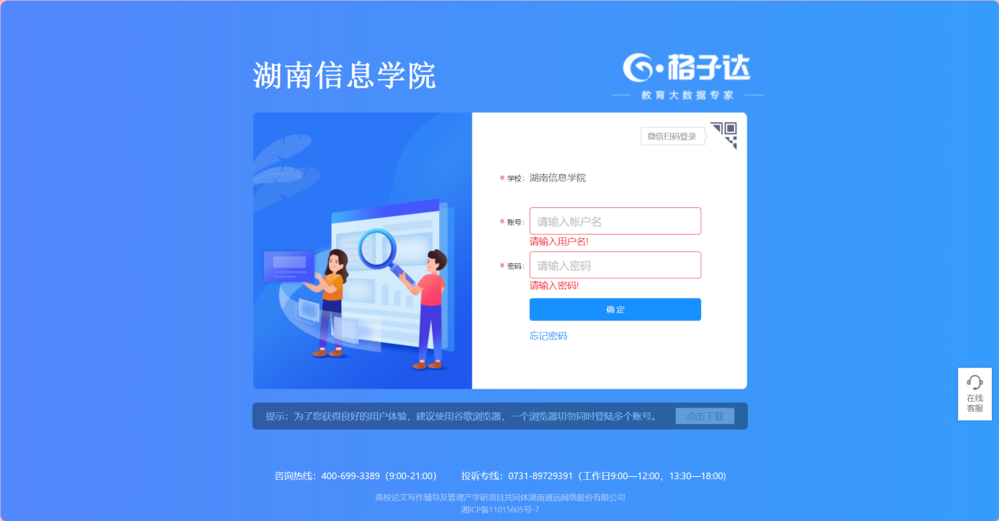 湖南信息学院
格子达
教育大数据专家
微信扫码登录
* 学校: 湖南信息学院
* 账号: 请输入帐户名
请输入用户名!
* 密码: 请输入密码
请输入密码!
确 定
忘记密码
在线
客服
提示：为了您获得良好的用户体验，建议使用谷歌浏览器，一个浏览器切勿同时登陆多个账号。 点击下载
咨询热线：400-699-3389（9:00-21:00） 投诉专线：0731-89729391（工作日9:00—12:00，13:30—18:00)
高校论文写作辅导及管理产学研项目共同体湖南通远网络股份有限公司
湘ICP备11015605号-7